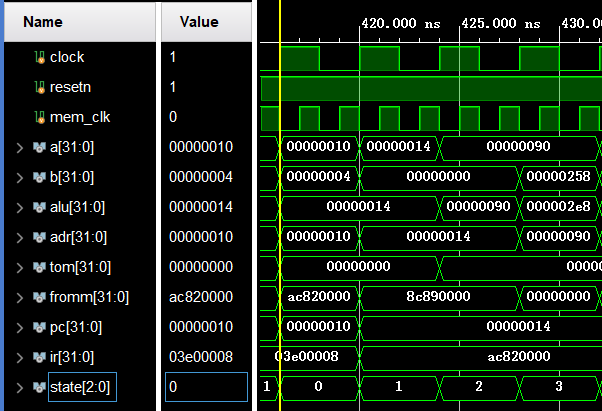 Name Value 420.000 ns 425.000 ns 430.
clock 1
resetn 1
mem_clk 0
a[31:0] 00000010 00000010 00000014 00000090
b[31:0] 00000004 00000004 00000000 00000258
alu[31:0] 00000014 00000014 00000090 000002e8
adr[31:0] 00000010 00000010 00000014 00000090
tom[31:0] 00000000 00000000 00000
fromm[31:0] ac820000 ac820000 8c890000 00000000
pc[31:0] 00000010 00000010 00000014
ir[31:0] 03e00008 03e00008 ac820000
state[2:0] 0 1 0 1 2 3